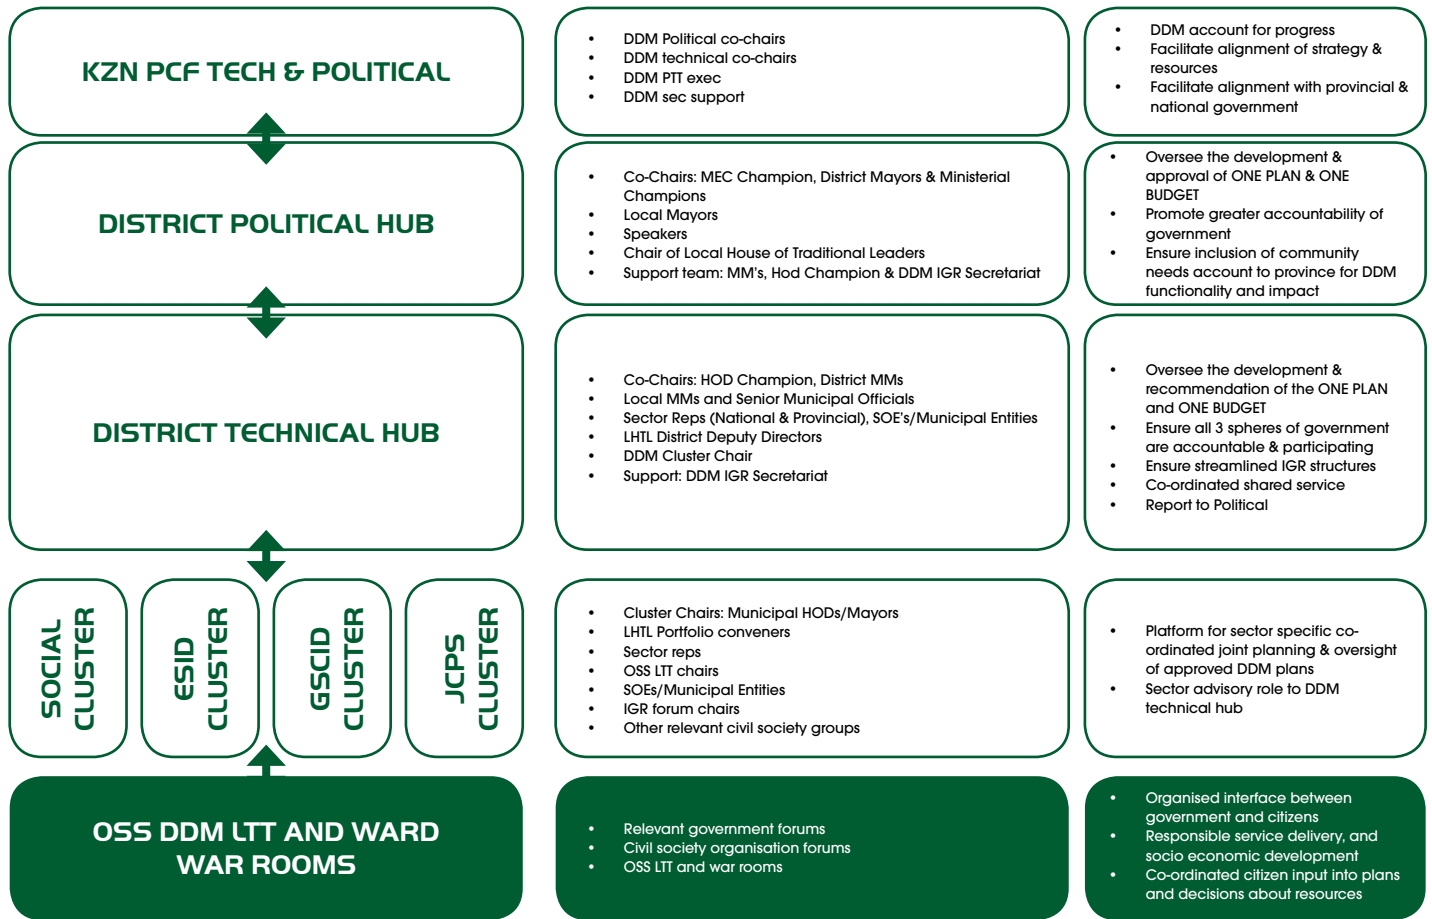 KZN PCF TECH & POLITICAL
• DDM Political co-chairs
• DDM technical co-chairs
• DDM PTT exec
• DDM sec support
• DDM account for progress
• Facilitate alignment of strategy &
resources
• Facilitate alignment with provincial &
national government
DISTRICT POLITICAL HUB
• Co-Chairs: MEC Champion, District Mayors & Ministerial
Champions
• Local Mayors
• Speakers
• Chair of Local House of Traditional Leaders
• Support team: MM's, Hod Champion & DDM IGR Secretariat
• Oversee the development &
approval of ONE PLAN & ONE
BUDGET
• Promote greater accountability of
government
• Ensure inclusion of community
needs account to province for DDM
functionality and impact
DISTRICT TECHNICAL HUB
• Co-Chairs: HOD Champion, District MMs
• Local MMs and Senior Municipal Officials
• Sector Reps (National & Provincial), SOE's/Municipal Entities
• LHTL District Deputy Directors
• DDM Cluster Chair
• Support: DDM IGR Secretariat
• Oversee the development &
recommendation of the ONE PLAN
and ONE BUDGET
• Ensure all 3 spheres of government
are accountable & participating
• Ensure streamlined IGR structures
• Co-ordinated shared service
• Report to Political
SOCIAL
CLUSTER
ESID
CLUSTER
GSCID
CLUSTER
JCPS
CLUSTER
• Cluster Chairs: Municipal HODs/Mayors
• LHTL Portfolio conveners
• Sector reps
• OSS LTT chairs
• SOEs/Municipal Entities
• IGR forum chairs
• Other relevant civil society groups
• Platform for sector specific co-
ordinated joint planning & oversight
of approved DDM plans
• Sector advisory role to DDM
technical hub
OSS DDM LTT AND WARD
WAR ROOMS
• Relevant government forums
• Civil society organisation forums
• OSS LTT and war rooms
• Organised interface between
government and citizens
• Responsible service delivery, and
socio economic development
• Co-ordinated citizen input into plans
and decisions about resources